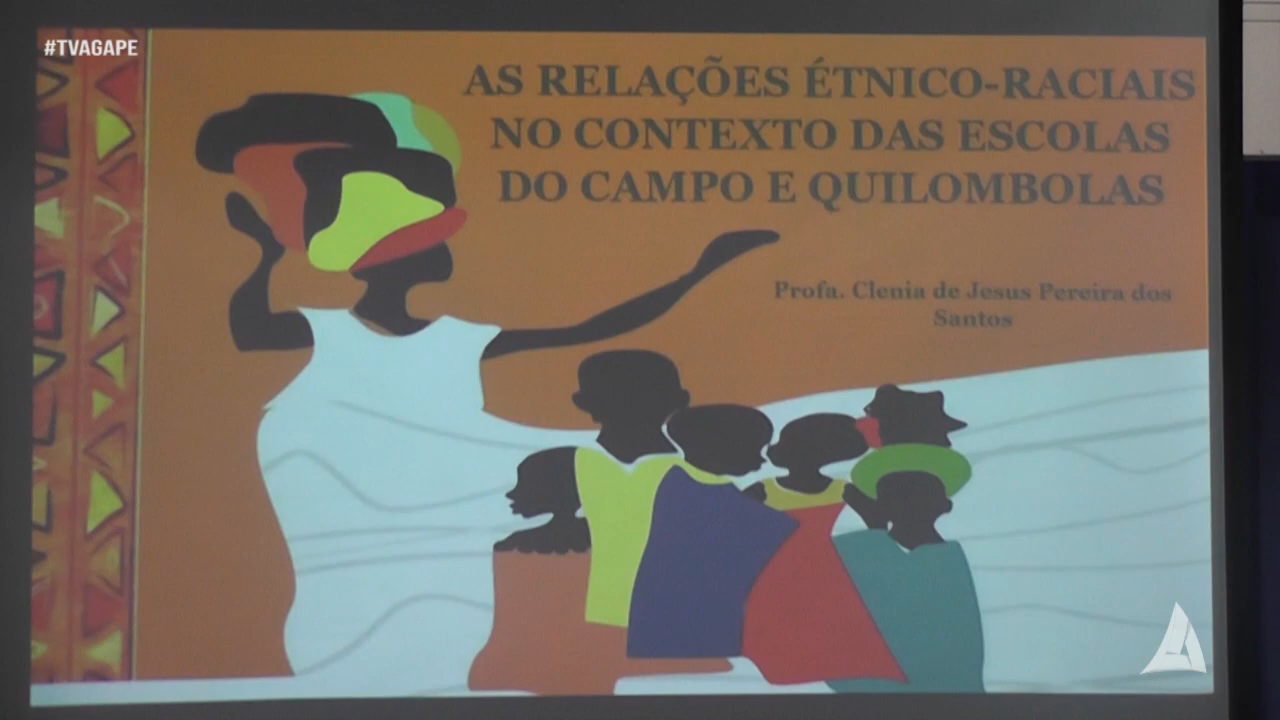 #TVAGAPE
AS RELAÇÕES ÉTNICO-RACIAIS
NO CONTEXTO DAS ESCOLAS
DO CAMPO E QUILOMBOLAS
Profa. Clenia de Jesus Pereira dos
Santos